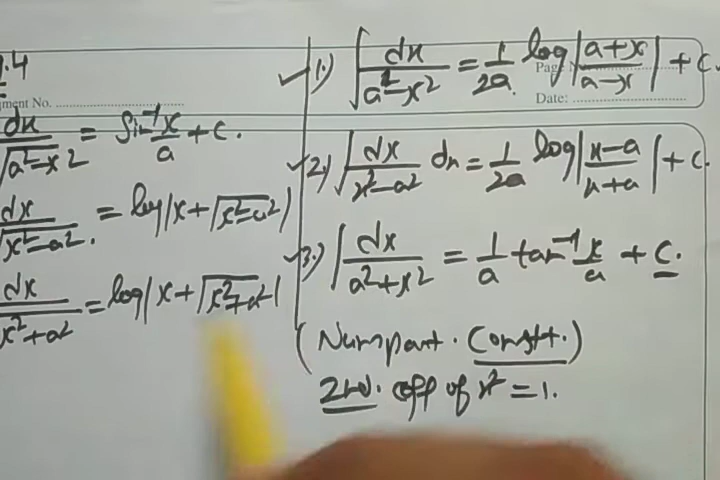 9.4
ment No. ....................
dx/√(a²-x²) = Sin⁻¹ x/a + C.
dx/√(x²-a²). = log|x + √(x²-a²)|
dx/√(x²+a²) = log|x + √(x²+a²)|
Date: ....................
1.) ∫ dx/(a²-x²) = 1/2a. log|(a+x)/(a-x)| + C.
2.) ∫ dx/(x²-a²) dx = 1/2a log|(x-a)/(x+a)| + C.
3.) ∫ dx/(a²+x²) = 1/a tan⁻¹ x/a + C.
(Num part. Constt.)
2nd. coff of x² = 1.